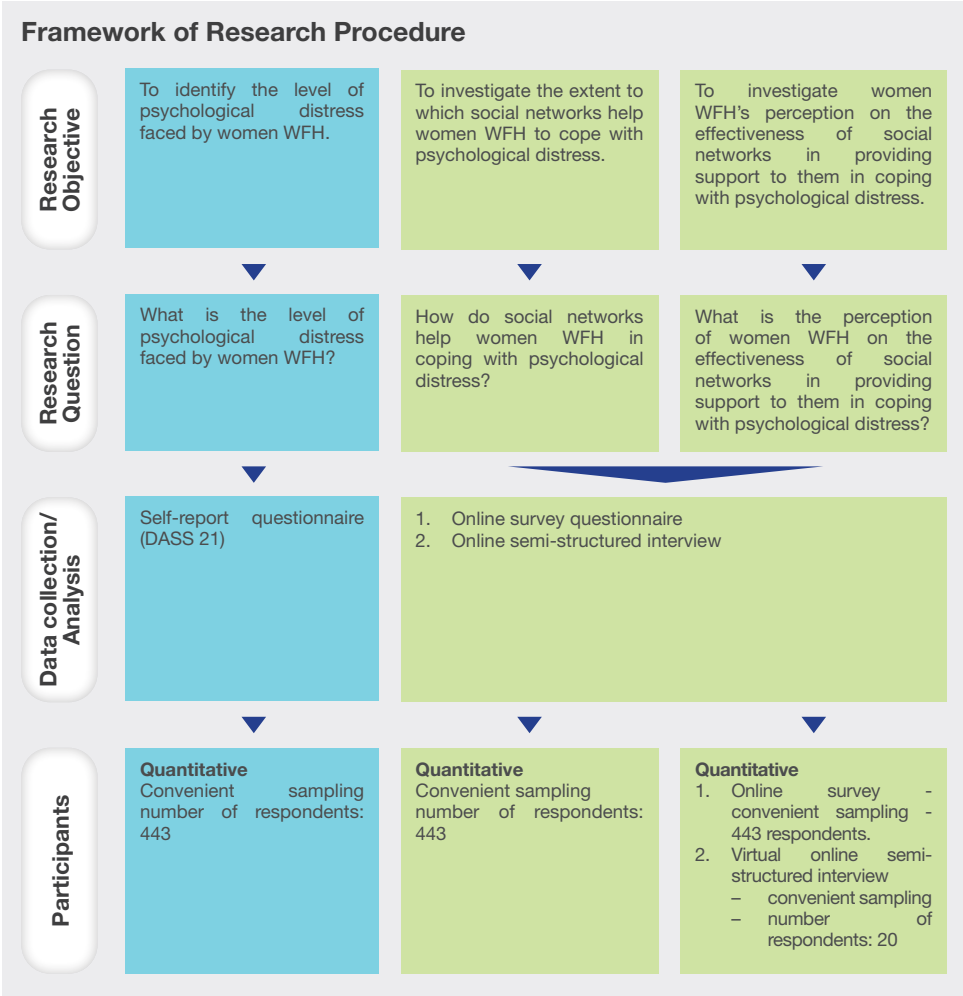 Framework of Research Procedure
Research
Objective
To identify the level of
psychological distress
faced by women WFH.
To investigate the extent to
which social networks help
women WFH to cope with
psychological distress.
To investigate women
WFH’s perception on the
effectiveness of social
networks in providing
support to them in coping
with psychological distress.
Research
Question
What is the level of
psychological distress
faced by women WFH?
How do social networks
help women WFH in
coping with psychological
distress?
What is the perception
of women WFH on the
effectiveness of social
networks in providing
support to them in coping
with psychological distress?
Data collection/
Analysis
Self-report questionnaire
(DASS 21)
1. Online survey questionnaire
2. Online semi-structured interview
Participants
Quantitative
Convenient sampling
number of respondents:
443
Quantitative
Convenient sampling
number of respondents:
443
Quantitative
1. Online survey -
convenient sampling -
443 respondents.
2. Virtual online semi-
structured interview
– convenient sampling
– number of
respondents: 20